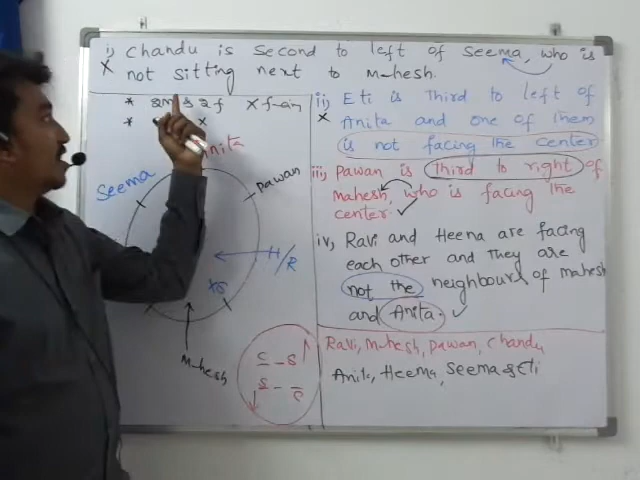 i) Chandu is second to left of Seema, who is
X not sitting next to Mahesh.
ii) Eti is Third to left of
X Anita and one of Them
is not facing the center
iii) Pawan is Third to right of
Mahesh, who is facing the
center.
iv) Ravi and Heena are facing
each other and They are
not the neighbours of mahesh
and Anita.
Ravi, Mahesh, Pawan, Chandu
Anita, Heema, Seema & Eti
Anita
Seema
Pawan
H/R
Mahesh